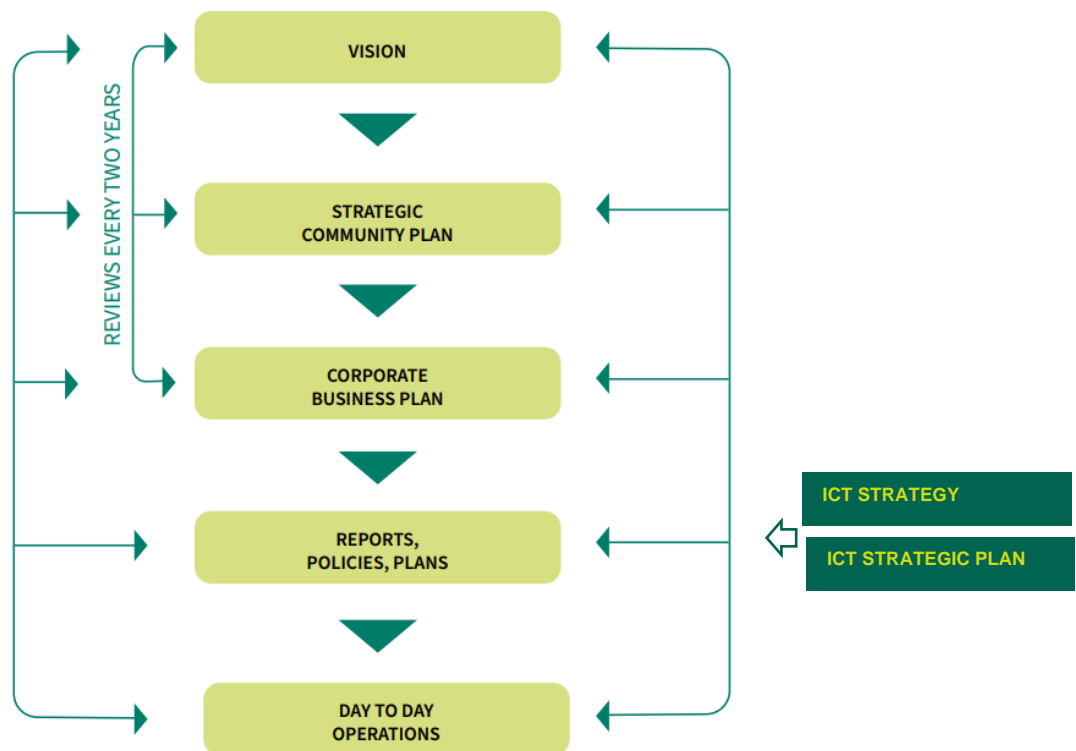 VISION
REVIEWS EVERY TWO YEARS
STRATEGIC
COMMUNITY PLAN
CORPORATE
BUSINESS PLAN
ICT STRATEGY
REPORTS,
POLICIES, PLANS
ICT STRATEGIC PLAN
DAY TO DAY
OPERATIONS